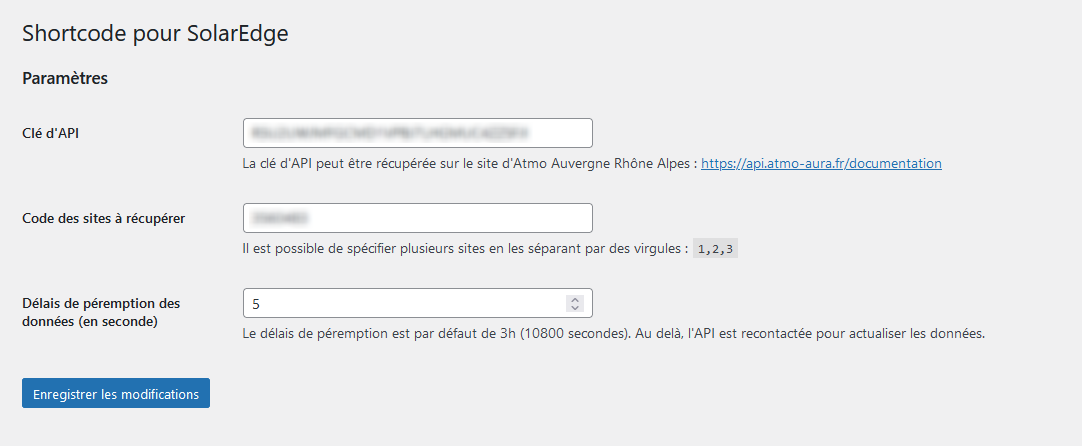 Shortcode pour SolarEdge
Paramètres
Clé d'API
La clé d'API peut être récupérée sur le site d'Atmo Auvergne Rhône Alpes : https://api.atmo-aura.fr/documentation
Code des sites à récupérer
Il est possible de spécifier plusieurs sites en les séparant par des virgules : 1,2,3
Délais de péremption des
données (en seconde)
5
Le délais de péremption est par défaut de 3h (10800 secondes). Au delà, l'API est recontactée pour actualiser les données.
Enregistrer les modifications